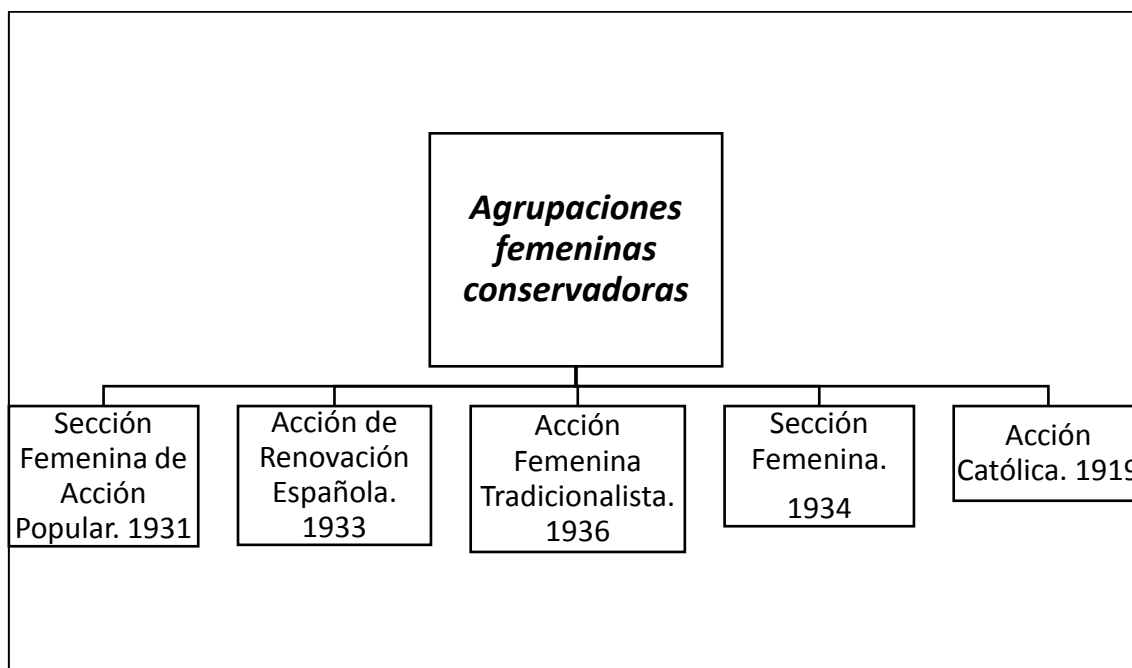 Agrupaciones
femeninas
conservadoras
Sección
Femenina de
Acción
Popular. 1931
Acción de
Renovación
Española.
1933
Acción
Femenina
Tradicionalista.
1936
Sección
Femenina.
1934
Acción
Católica. 1919